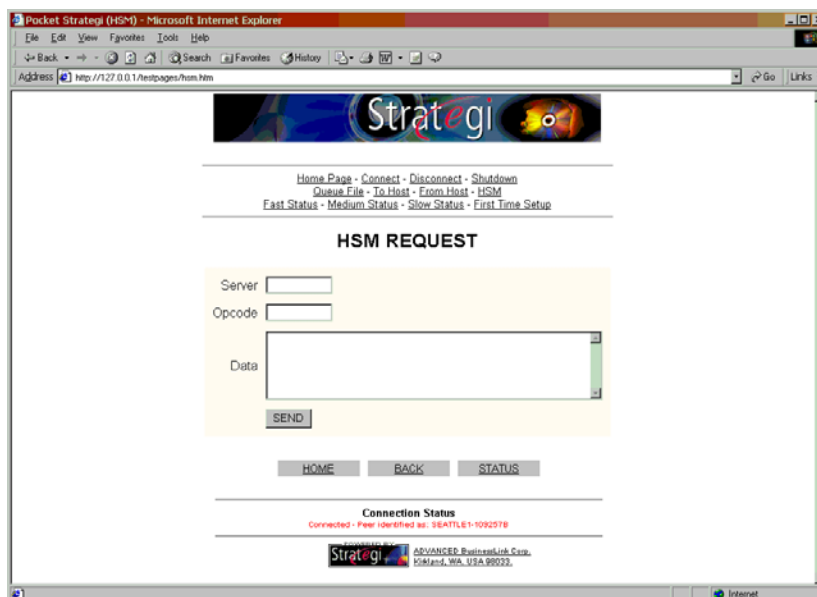 Pocket Strategi (HSM) - Microsoft Internet Explorer
File Edit View Favorites Tools Help
Back Search Favorites History
Address http://127.0.0.1/testpages/hsm.htm Go Links
Strategi
Home Page - Connect - Disconnect - Shutdown
Queue File - To Host - From Host - HSM
Fast Status - Medium Status - Slow Status - First Time Setup
HSM REQUEST
Server
Opcode
Data
SEND
HOME BACK STATUS
Connection Status
Connected - Peer identified as: SEATTLE1-1092578
POWERED BY
Strategi
ADVANCED BusinessLink Corp.
Kirkland, WA, USA 98033.
Internet